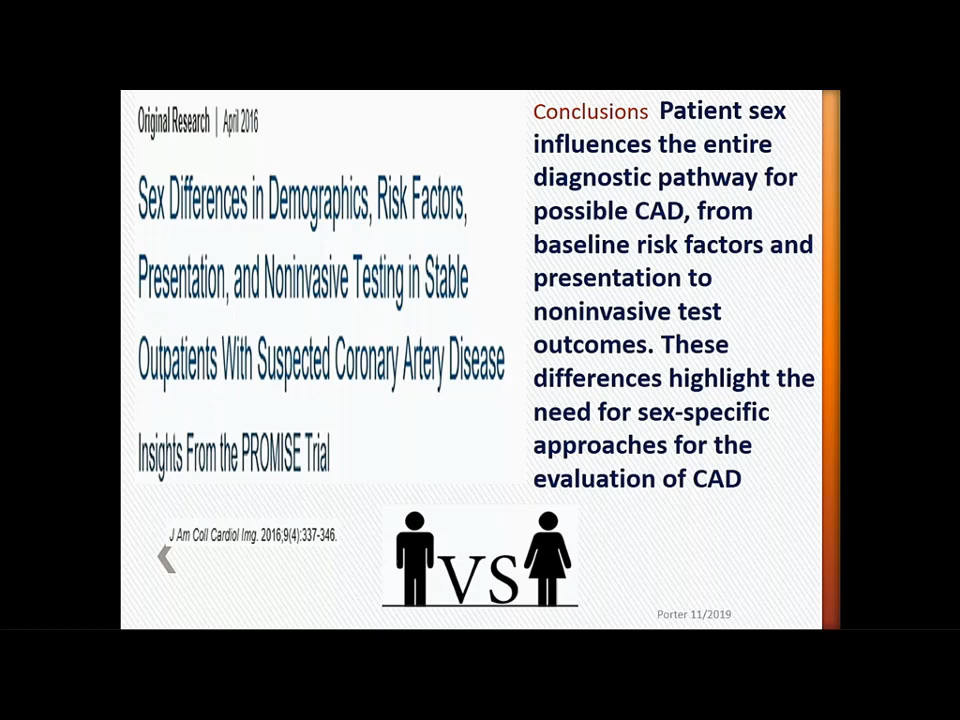 Original Research | April 2016
Sex Differences in Demographics, Risk Factors,
Presentation, and Noninvasive Testing in Stable
Outpatients With Suspected Coronary Artery Disease
Insights From the PROMISE Trial
J Am Coll Cardiol Img. 2016;9(4):337-346.
Conclusions Patient sex
influences the entire
diagnostic pathway for
possible CAD, from
baseline risk factors and
presentation to
noninvasive test
outcomes. These
differences highlight the
need for sex-specific
approaches for the
evaluation of CAD
VS
Porter 11/2019